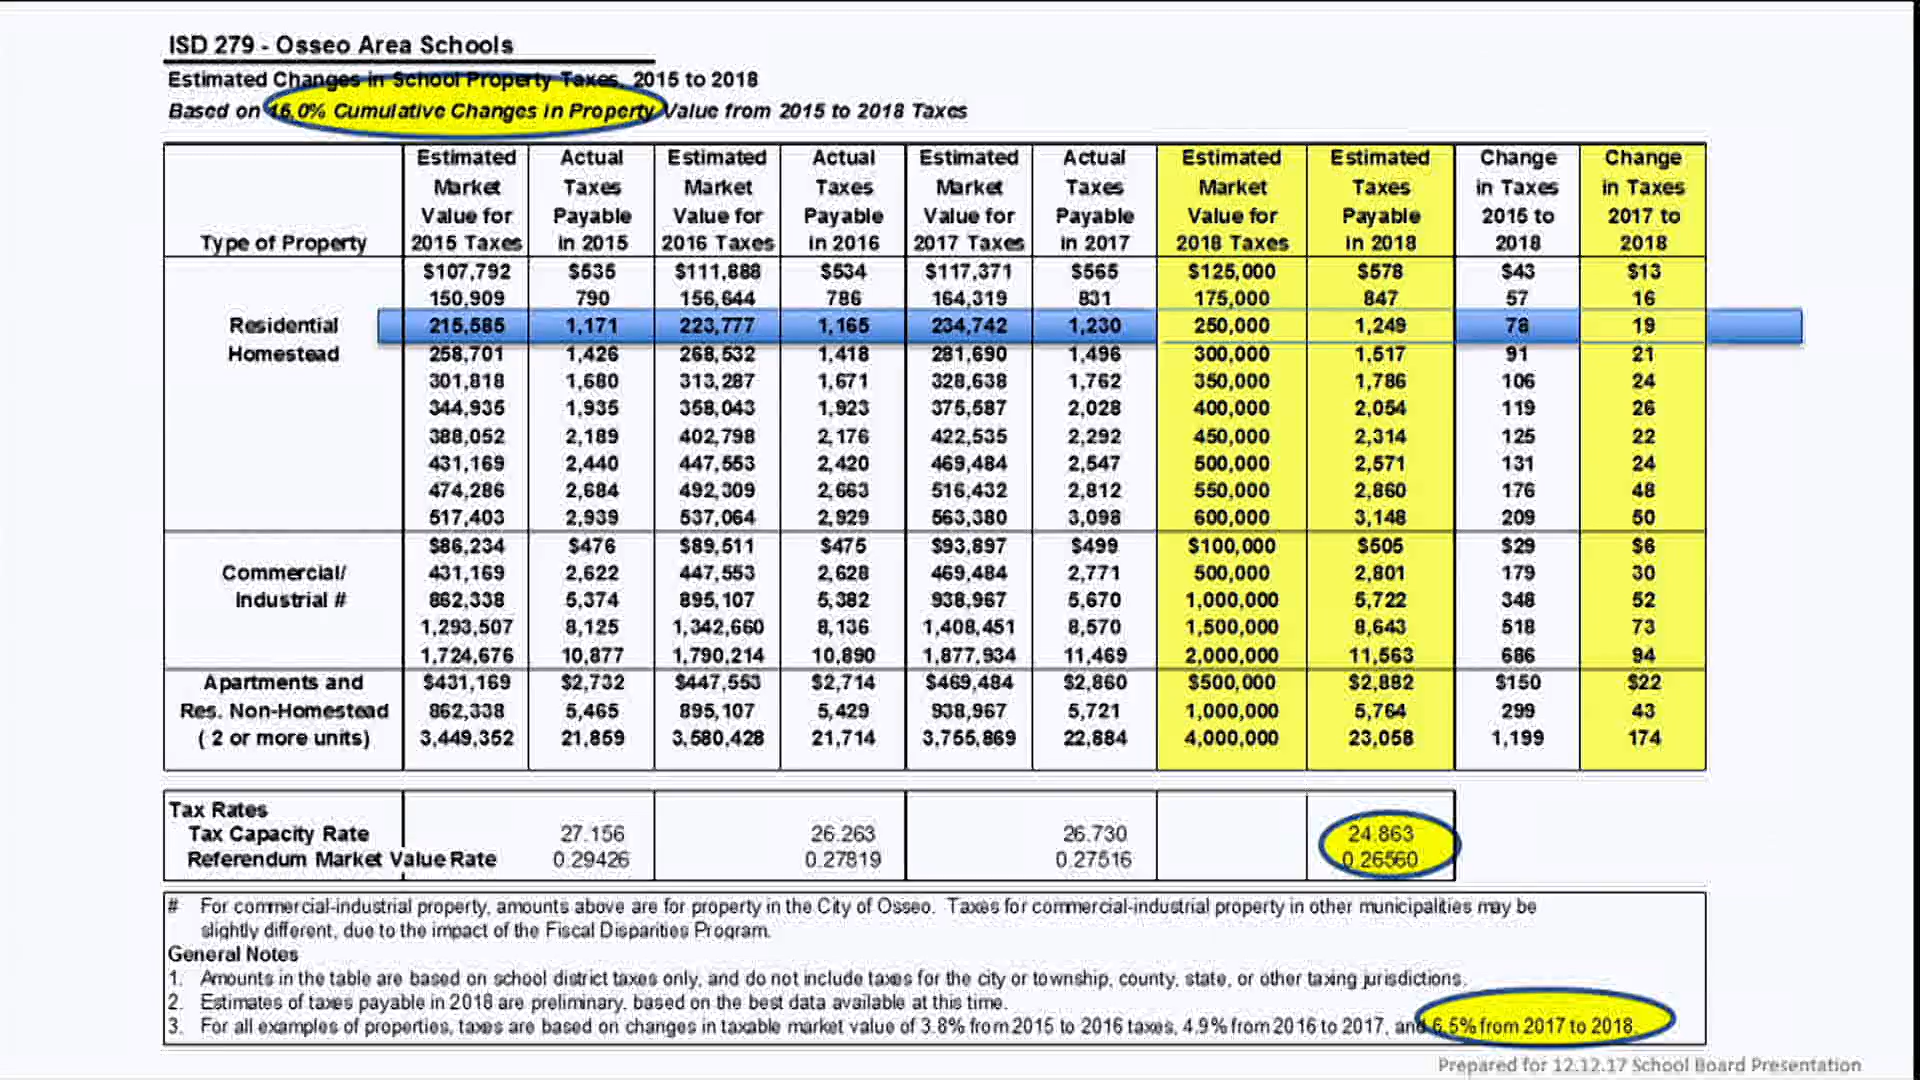 ISD 279 - Osseo Area Schools
Estimated Changes in School Property Taxes, 2015 to 2018
Based on 16.0% Cumulative Changes in Property Value from 2015 to 2018 Taxes
Estimated Actual Estimated Actual Estimated Actual Estimated Estimated Change Change
Market Taxes Market Taxes Market Taxes Market Taxes in Taxes in Taxes
Value for Payable Value for Payable Value for Payable Value for Payable 2015 to 2017 to
Type of Property 2015 Taxes in 2015 2016 Taxes in 2016 2017 Taxes in 2017 2018 Taxes in 2018 2018 2018
$107,792 $535 $111,888 $534 $117,371 $565 $125,000 $578 $43 $13
150,909 790 156,644 786 164,319 831 175,000 847 57 16
Residential 215,585 1,171 223,777 1,165 234,742 1,230 250,000 1,249 78 19
Homestead 258,701 1,426 268,532 1,418 281,690 1,496 300,000 1,517 91 21
301,818 1,680 313,287 1,671 328,638 1,762 350,000 1,786 106 24
344,935 1,935 358,043 1,923 375,587 2,028 400,000 2,054 119 26
388,052 2,189 402,798 2,176 422,535 2,292 450,000 2,314 125 22
431,169 2,440 447,553 2,420 469,484 2,547 500,000 2,571 131 24
474,286 2,684 492,309 2,663 516,432 2,812 550,000 2,860 176 48
517,403 2,939 537,064 2,929 563,380 3,098 600,000 3,148 209 50
$86,234 $476 $89,511 $475 $93,897 $499 $100,000 $505 $29 $6
Commercial/ 431,169 2,622 447,553 2,628 469,484 2,771 500,000 2,801 179 30
Industrial # 862,338 5,374 895,107 5,382 938,967 5,670 1,000,000 5,722 348 52
1,293,507 8,125 1,342,660 8,136 1,408,451 8,570 1,500,000 8,643 518 73
1,724,676 10,877 1,790,214 10,890 1,877,934 11,469 2,000,000 11,563 686 94
Apartments and $431,169 $2,732 $447,553 $2,714 $469,484 $2,860 $500,000 $2,882 $150 $22
Res. Non-Homestead 862,338 5,465 895,107 5,429 938,967 5,721 1,000,000 5,764 299 43
( 2 or more units) 3,449,352 21,859 3,580,428 21,714 3,755,869 22,884 4,000,000 23,058 1,199 174
Tax Rates
Tax Capacity Rate 27.156 26.263 26.730 24.863
Referendum Market Value Rate 0.29426 0.27819 0.27516 0.26560
# For commercial-industrial property, amounts above are for property in the City of Osseo. Taxes for commercial-industrial property in other municipalities may be
slightly different, due to the impact of the Fiscal Disparities Program.
General Notes
1. Amounts in the table are based on school district taxes only, and do not include taxes for the city or township, county, state, or other taxing jurisdictions.
2. Estimates of taxes payable in 2018 are preliminary, based on the best data available at this time.
3. For all examples of properties, taxes are based on changes in taxable market value of 3.8% from 2015 to 2016 taxes, 4.9% from 2016 to 2017, and 6.5% from 2017 to 2018.
Prepared for 12.12.17 School Board Presentation